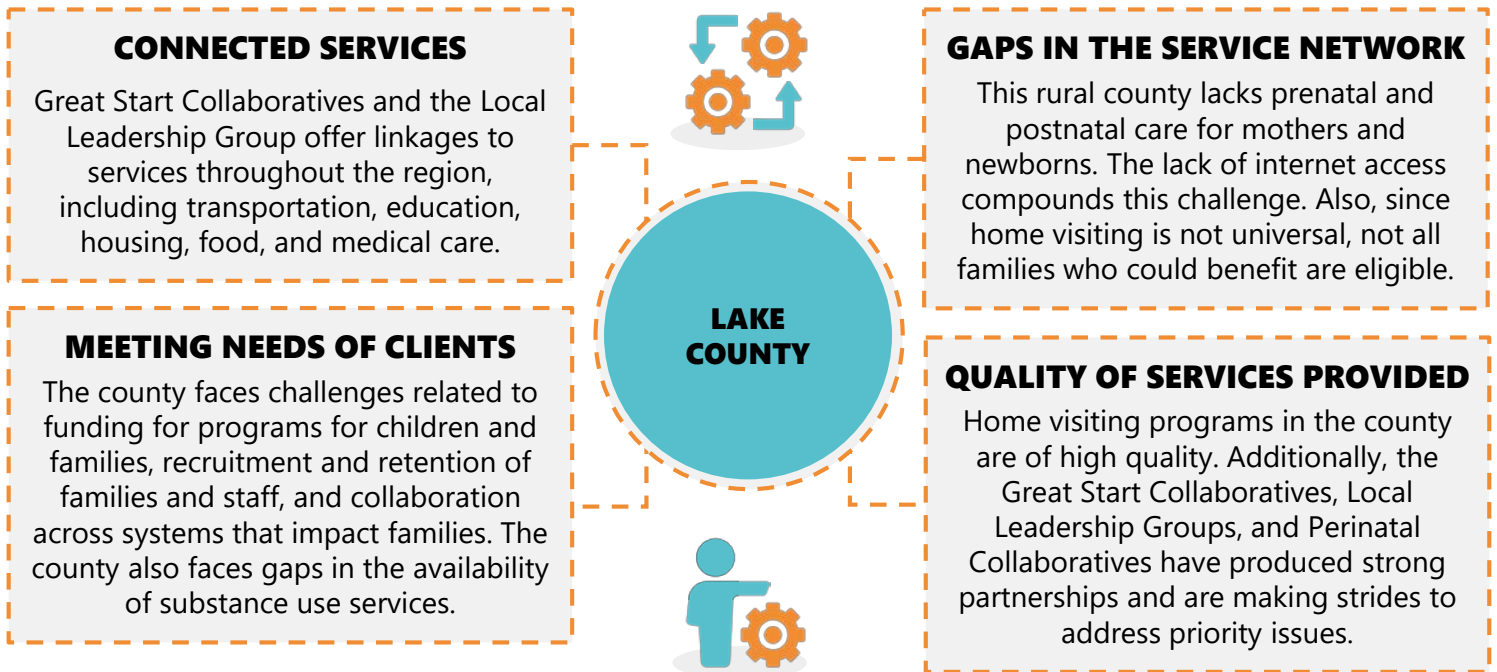 CONNECTED SERVICES
Great Start Collaboratives and the Local
Leadership Group offer linkages to
services throughout the region,
including transportation, education,
housing, food, and medical care.
MEETING NEEDS OF CLIENTS
The county faces challenges related to
funding for programs for children and
families, recruitment and retention of
families and staff, and collaboration
across systems that impact families. The
county also faces gaps in the availability
of substance use services.
LAKE
COUNTY
GAPS IN THE SERVICE NETWORK
This rural county lacks prenatal and
postnatal care for mothers and
newborns. The lack of internet access
compounds this challenge. Also, since
home visiting is not universal, not all
families who could benefit are eligible.
QUALITY OF SERVICES PROVIDED
Home visiting programs in the county
are of high quality. Additionally, the
Great Start Collaboratives, Local
Leadership Groups, and Perinatal
Collaboratives have produced strong
partnerships and are making strides to
address priority issues.